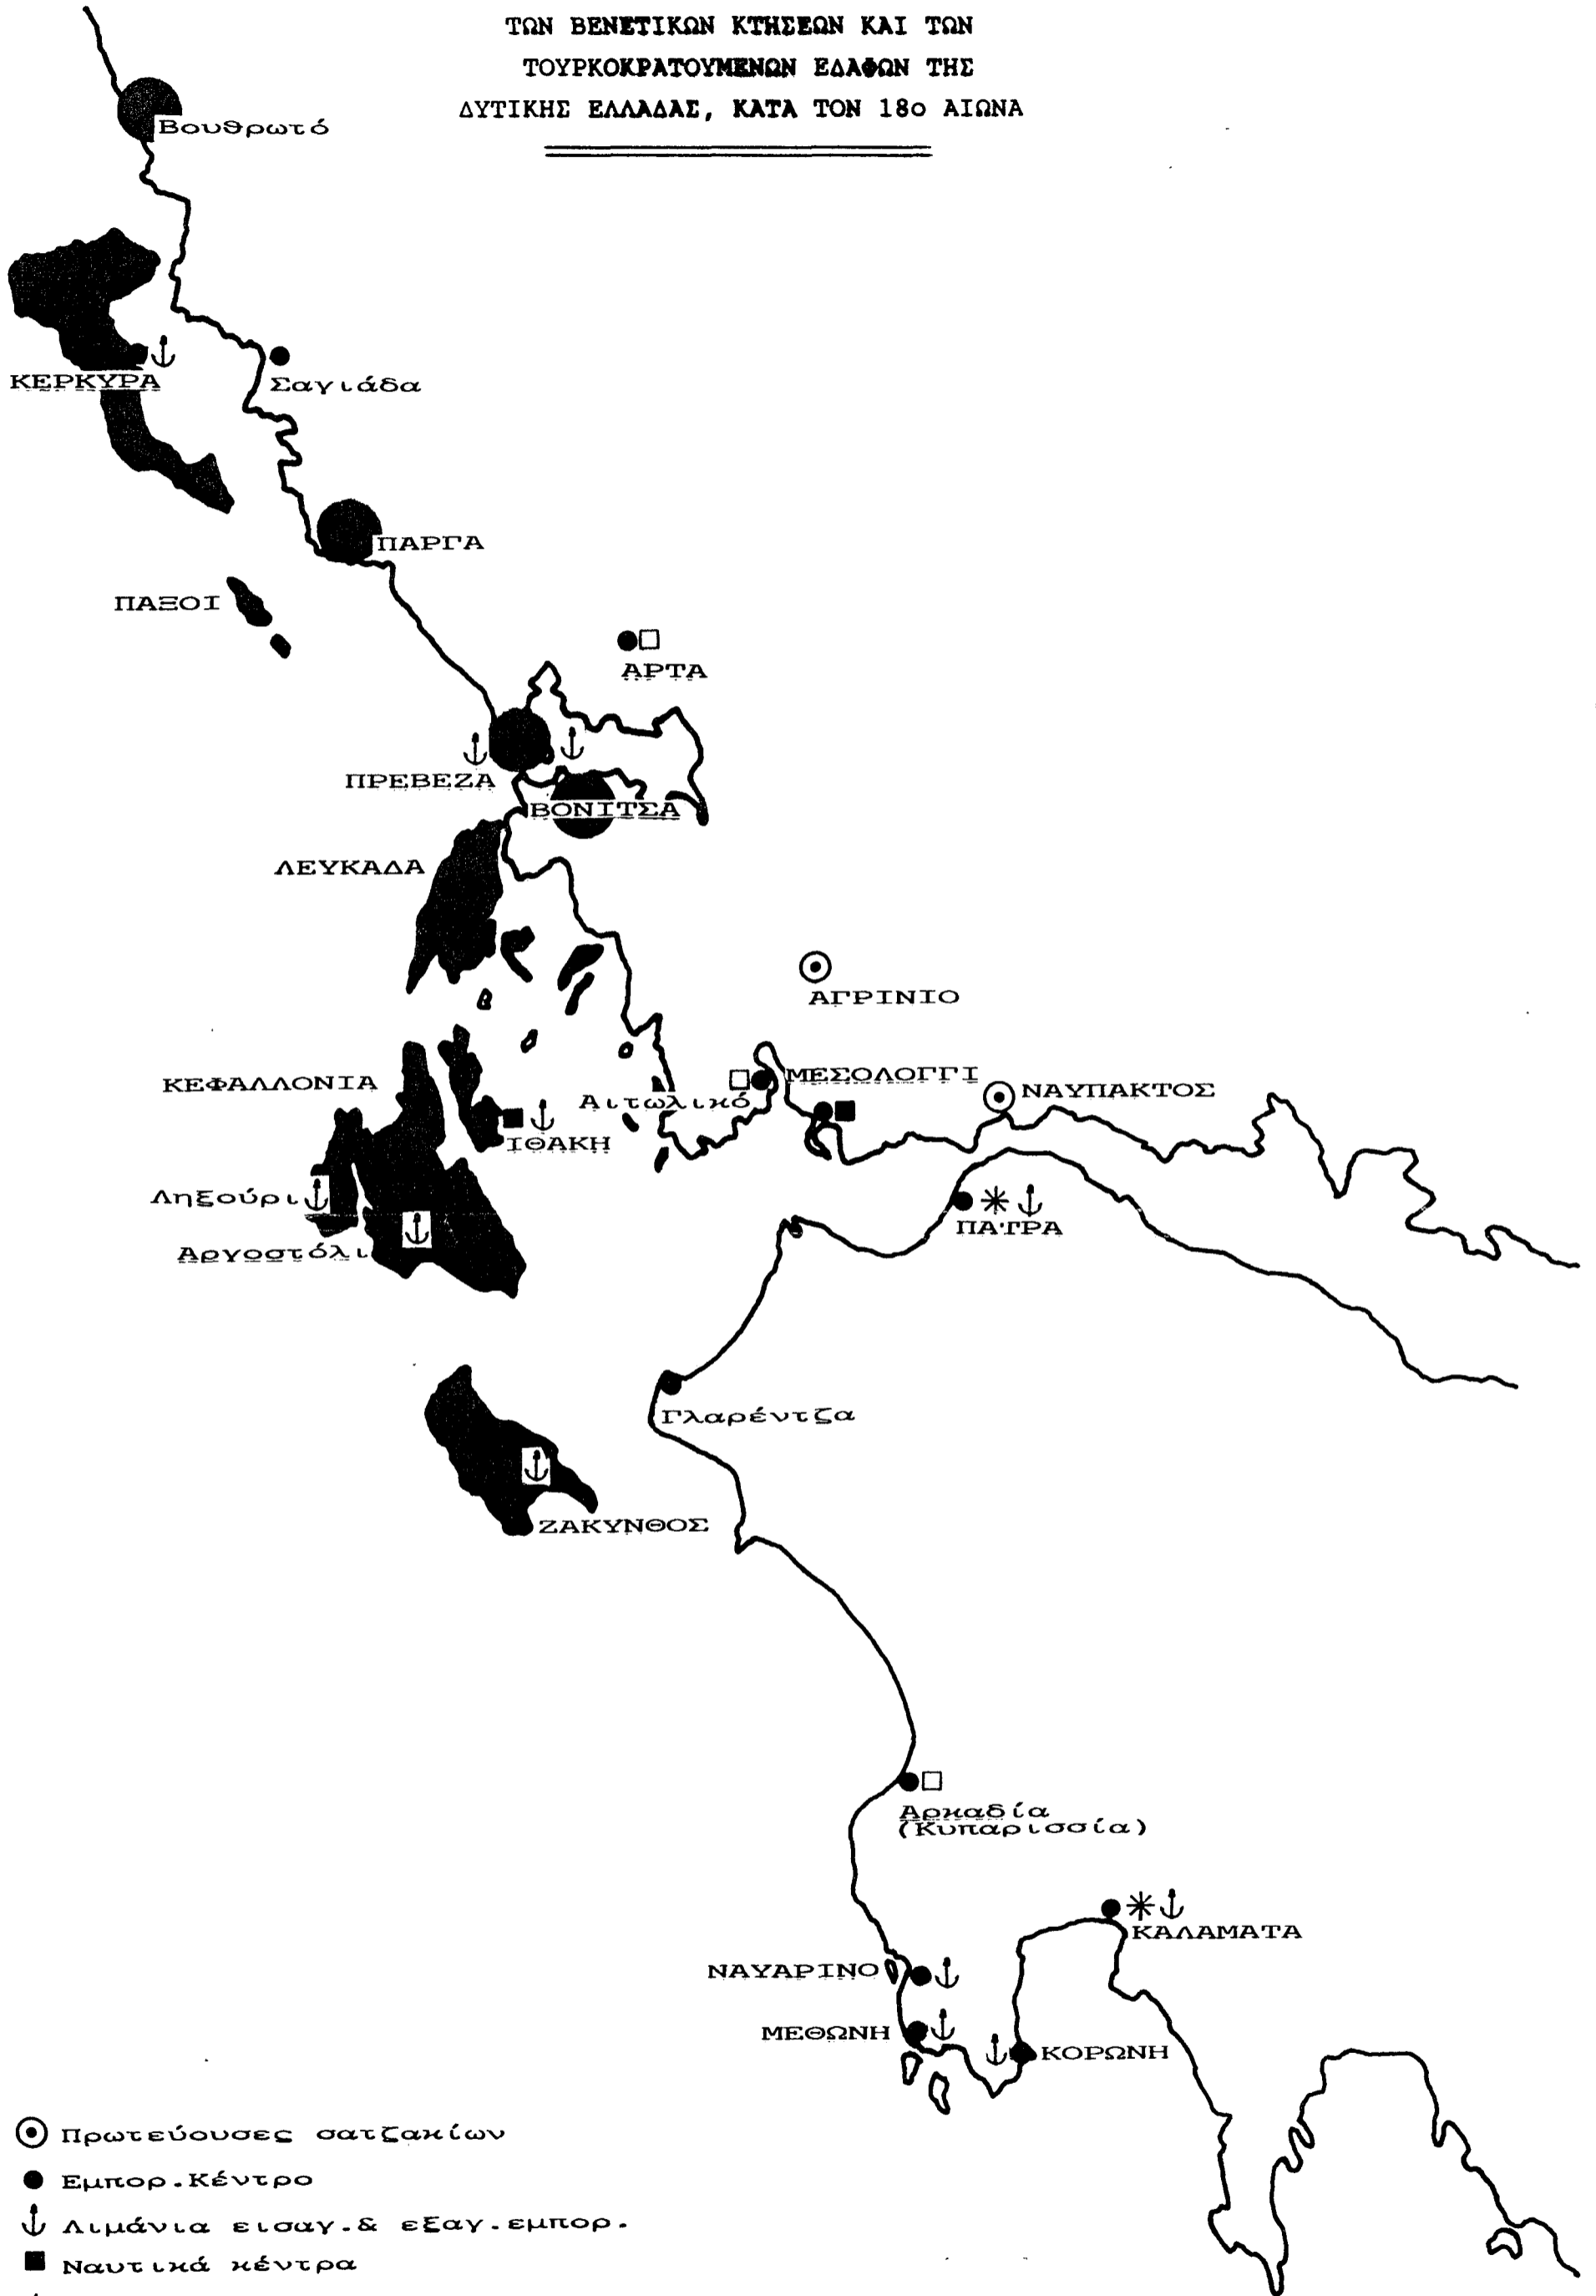 ΤΩΝ ΒΕΝΕΤΙΚΩΝ ΚΤΗΣΕΩΝ ΚΑΙ ΤΩΝ
ΤΟΥΡΚΟΚΡΑΤΟΥΜΕΝΩΝ ΕΔΑΦΩΝ ΤΗΣ
ΔΥΤΙΚΗΣ ΕΛΛΑΔΑΣ, ΚΑΤΑ ΤΟΝ 18ο ΑΙΩΝΑ
Βουθρωτό
ΚΕΡΚΥΡΑ
Σαγιάδα
ΠΑΡΓΑ
ΠΑΞΟΙ
ΑΡΤΑ
ΠΡΕΒΕΖΑ
ΒΟΝΙΤΣΑ
ΛΕΥΚΑΔΑ
ΑΓΡΙΝΙΟ
ΚΕΦΑΛΛΟΝΙΑ
ΜΕΣΟΛΟΓΓΙ
ΝΑΥΠΑΚΤΟΣ
Αιτωλικό
ΙΘΑΚΗ
Ληξούρι
ΠΑΤΡΑ
Αργοστόλι
Γλαρέντζα
ΖΑΚΥΝΘΟΣ
Αρκαδία
(Κυπαρισσία)
ΚΑΛΑΜΑΤΑ
ΝΑΥΑΡΙΝΟ
ΜΕΘΩΝΗ
ΚΟΡΩΝΗ
Πρωτεύουσες σατζακίων
Εμπορ.Κέντρο
Λιμάνια εισαγ.& εξαγ.εμπορ.
Ναυτικά κέντρα